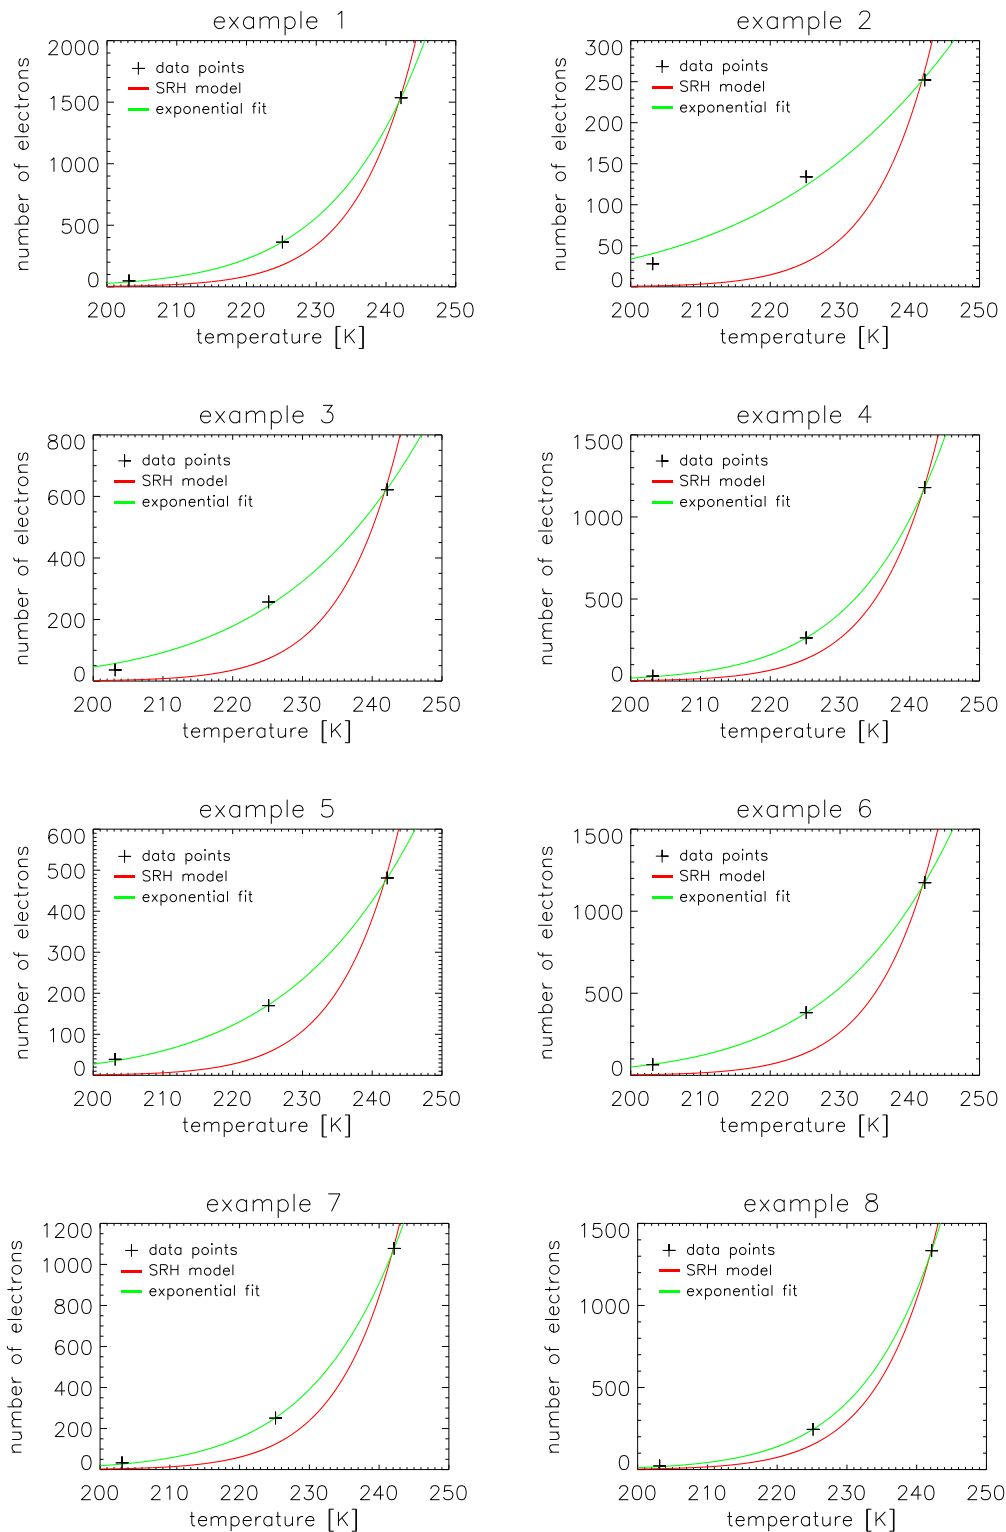 example 1
number of electrons
2000
1500
1000
500
0
data points
SRH model
exponential fit
200 210 220 230 240 250
temperature [K]
example 2
number of electrons
300
250
200
150
100
50
0
data points
SRH model
exponential fit
200 210 220 230 240 250
temperature [K]
example 3
number of electrons
800
600
400
200
0
data points
SRH model
exponential fit
200 210 220 230 240 250
temperature [K]
example 4
number of electrons
1500
1000
500
0
data points
SRH model
exponential fit
200 210 220 230 240 250
temperature [K]
example 5
number of electrons
600
500
400
300
200
100
0
data points
SRH model
exponential fit
200 210 220 230 240 250
temperature [K]
example 6
number of electrons
1500
1000
500
0
data points
SRH model
exponential fit
200 210 220 230 240 250
temperature [K]
example 7
number of electrons
1200
1000
800
600
400
200
0
data points
SRH model
exponential fit
200 210 220 230 240 250
temperature [K]
example 8
number of electrons
1500
1000
500
0
data points
SRH model
exponential fit
200 210 220 230 240 250
temperature [K]